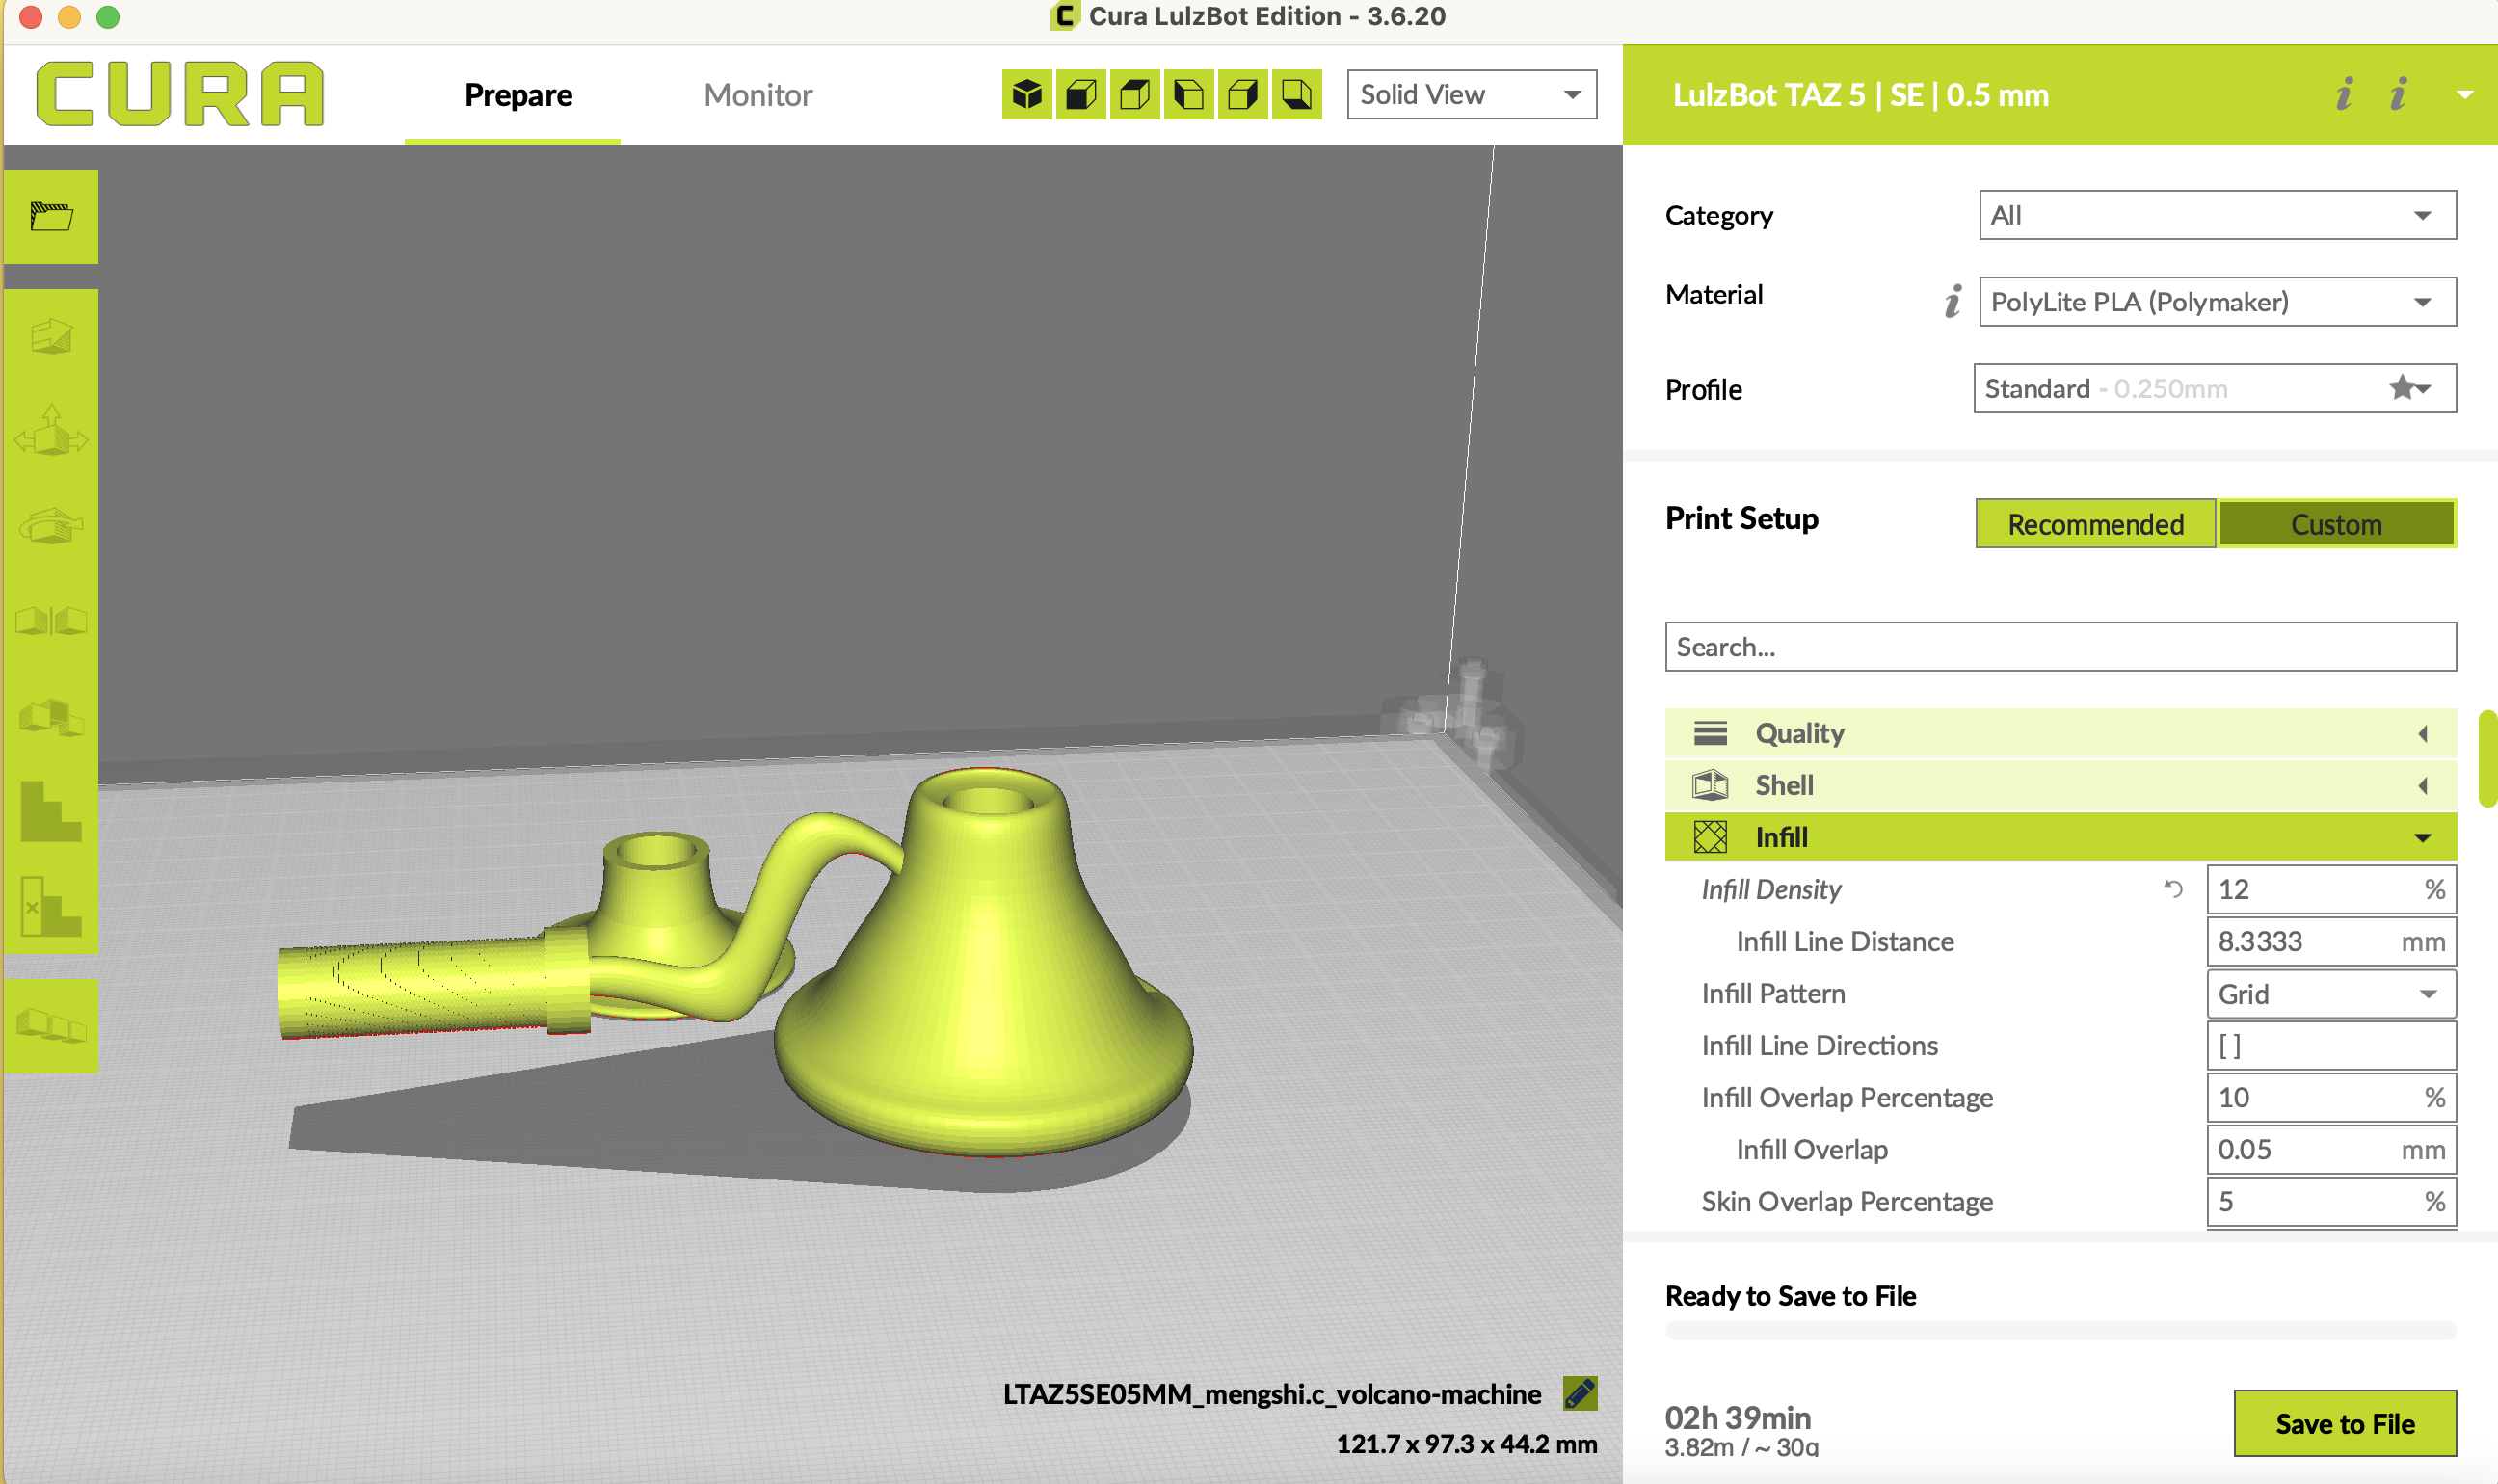 Cura LulzBot Edition - 3.6.20
CURA
Prepare
Monitor
Solid View
LulzBot TAZ 5 | SE | 0.5 mm
Category
All
Material
PolyLite PLA (Polymaker)
Profile
Standard - 0.250mm
Print Setup
Recommended
Custom
Search...
Quality
Shell
Infill
Infill Density
12 %
Infill Line Distance
8.3333 mm
Infill Pattern
Grid
Infill Line Directions
[ ]
Infill Overlap Percentage
10 %
Infill Overlap
0.05 mm
Skin Overlap Percentage
5 %
Ready to Save to File
LTAZ5SE05MM_mengshi.c_volcano-machine
121.7 x 97.3 x 44.2 mm
02h 39min
3.82m / ~ 30g
Save to File